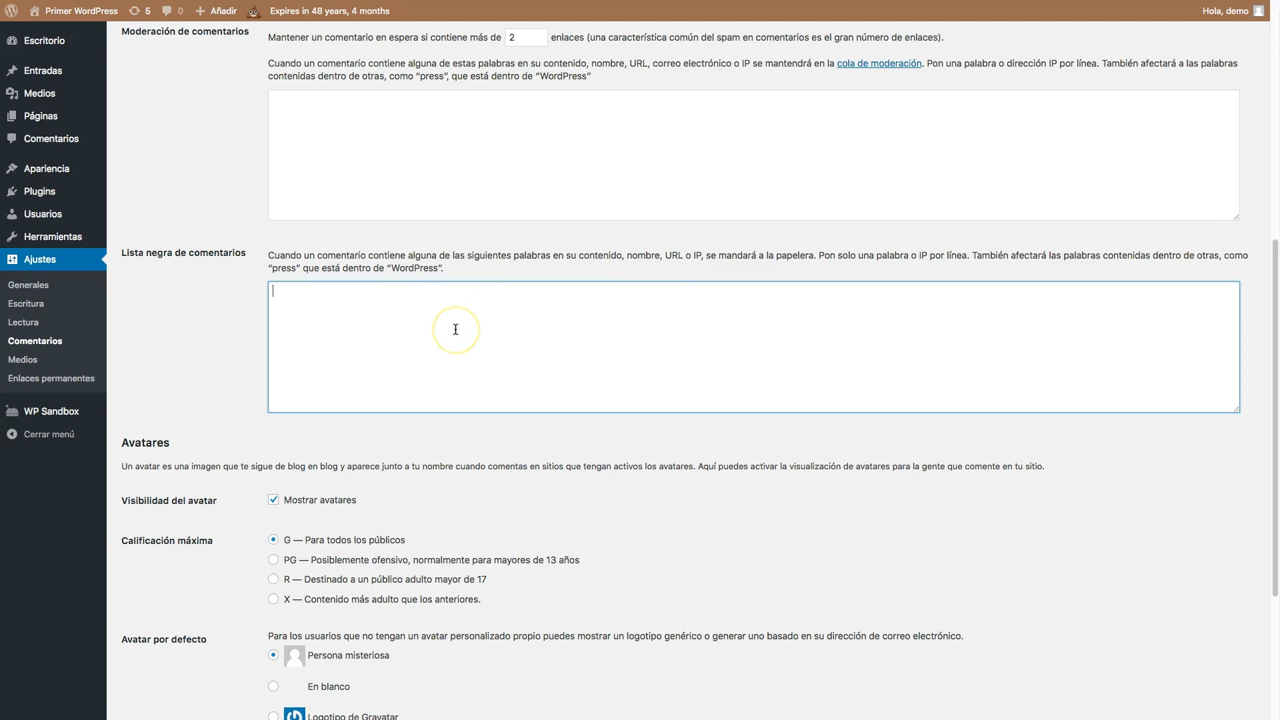 Primer WordPress 5 0 Añadir Expires in 48 years, 4 months Hola, demo
Escritorio
Entradas
Medios
Páginas
Comentarios
Apariencia
Plugins
Usuarios
Herramientas
Ajustes
Generales
Escritura
Lectura
Comentarios
Medios
Enlaces permanentes
WP Sandbox
Cerrar menú
Moderación de comentarios
Mantener un comentario en espera si contiene más de 2 enlaces (una característica común del spam en comentarios es el gran número de enlaces).
Cuando un comentario contiene alguna de estas palabras en su contenido, nombre, URL, correo electrónico o IP se mantendrá en la cola de moderación. Pon una palabra o dirección IP por línea. También afectará a las palabras
contenidas dentro de otras, como “press”, que está dentro de “WordPress”
Lista negra de comentarios
Cuando un comentario contiene alguna de las siguientes palabras en su contenido, nombre, URL o IP, se mandará a la papelera. Pon solo una palabra o IP por línea. También afectará las palabras contenidas dentro de otras, como
“press” que está dentro de “WordPress”.
Avatares
Un avatar es una imagen que te sigue de blog en blog y aparece junto a tu nombre cuando comentas en sitios que tengan activos los avatares. Aquí puedes activar la visualización de avatares para la gente que comente en tu sitio.
Visibilidad del avatar
Mostrar avatares
Calificación máxima
G — Para todos los públicos
PG — Posiblemente ofensivo, normalmente para mayores de 13 años
R — Destinado a un público adulto mayor de 17
X — Contenido más adulto que los anteriores.
Avatar por defecto
Para los usuarios que no tengan un avatar personalizado propio puedes mostrar un logotipo genérico o generar uno basado en su dirección de correo electrónico.
Persona misteriosa
En blanco
Logotipo de Gravatar